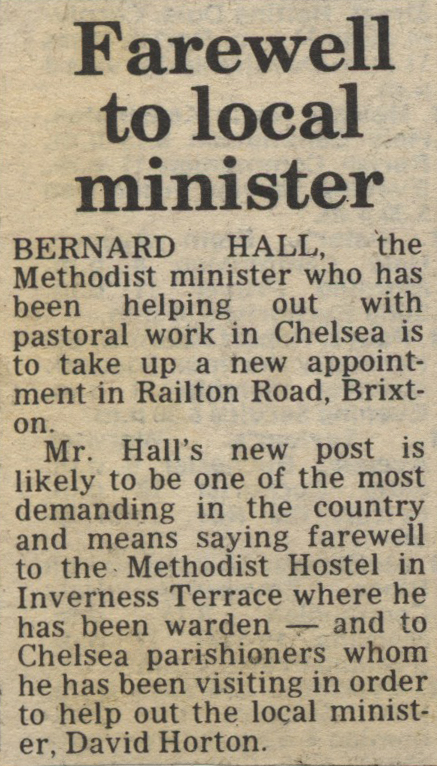 Farewell
to local
minister
BERNARD HALL, the
Methodist minister who has
been helping out with
pastoral work in Chelsea is
to take up a new appoint-
ment in Railton Road, Brixt-
on.
Mr. Hall's new post is
likely to be one of the most
demanding in the country
and means saying farewell
to the Methodist Hostel in
Inverness Terrace where he
has been warden — and to
Chelsea parishioners whom
he has been visiting in order
to help out the local minist-
er, David Horton.